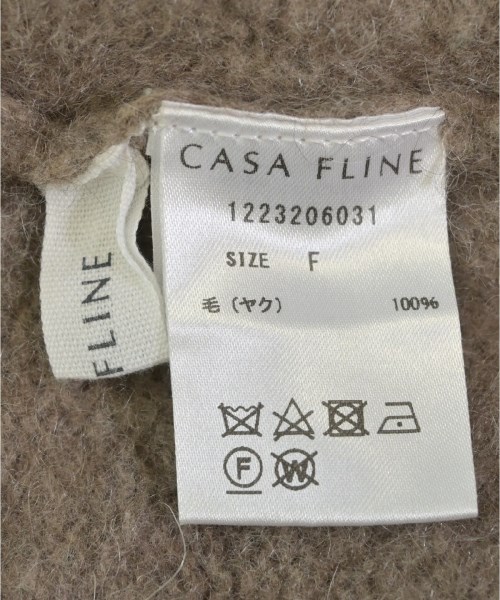 CASA FLINE
1223206031
SIZE F
毛（ヤク） 100%
F W
FLINE